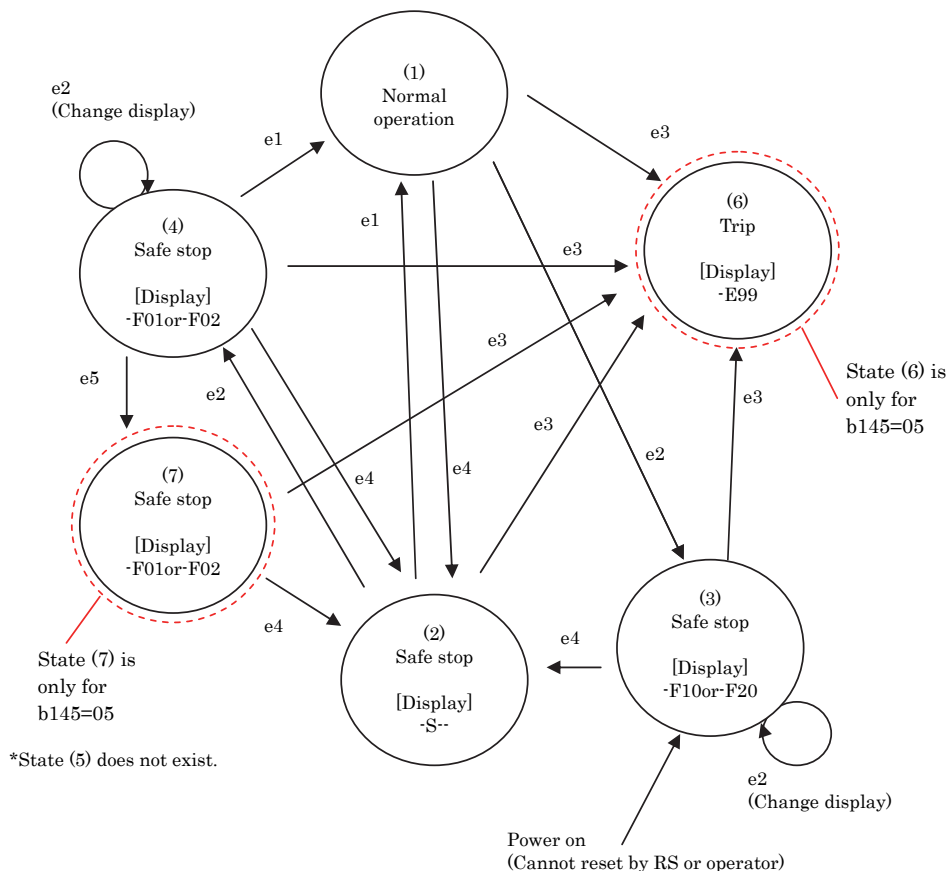 (1)
Normal
operation
e2
(Change display)
e1
e3
(6)
Trip
[Display]
-E99
(4)
Safe stop
[Display]
-F01or-F02
e1
e3
e3
State (6) is
only for
b145=05
e5
e2
e3
e3
e4
e4
e2
(7)
Safe stop
[Display]
-F01or-F02
e4
(2)
Safe stop
[Display]
-S--
e4
(3)
Safe stop
[Display]
-F10or-F20
State (7) is
only for
b145=05
*State (5) does not exist.
e2
(Change display)
Power on
(Cannot reset by RS or operator)